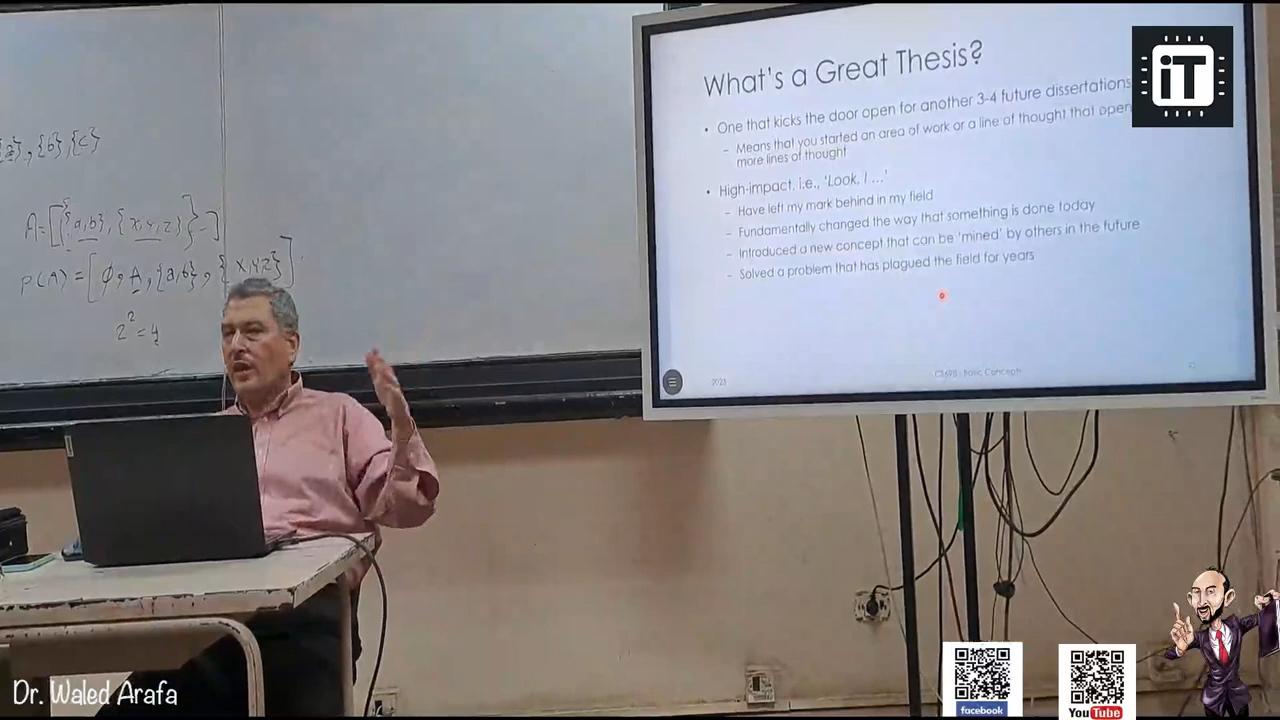 What's a Great Thesis?
• One that kicks the door open for another 3-4 future dissertations
– Means that you started an area of work or a line of thought that open
more lines of thought
• High-impact, i.e., 'Look, I ...'
– Have left my mark behind in my field
– Fundamentally changed the way that something is done today
– Introduced a new concept that can be 'mined' by others in the future
– Solved a problem that has plagued the field for years
2023
Basic Concepts
iT
, {b}, {c}
A = [{a,b}, {x,y,z}]
P(A) = [ϕ, A, {a,b}, {x,y,z}]
2² = 4
Dr. Waled Arafa
facebook
YouTube